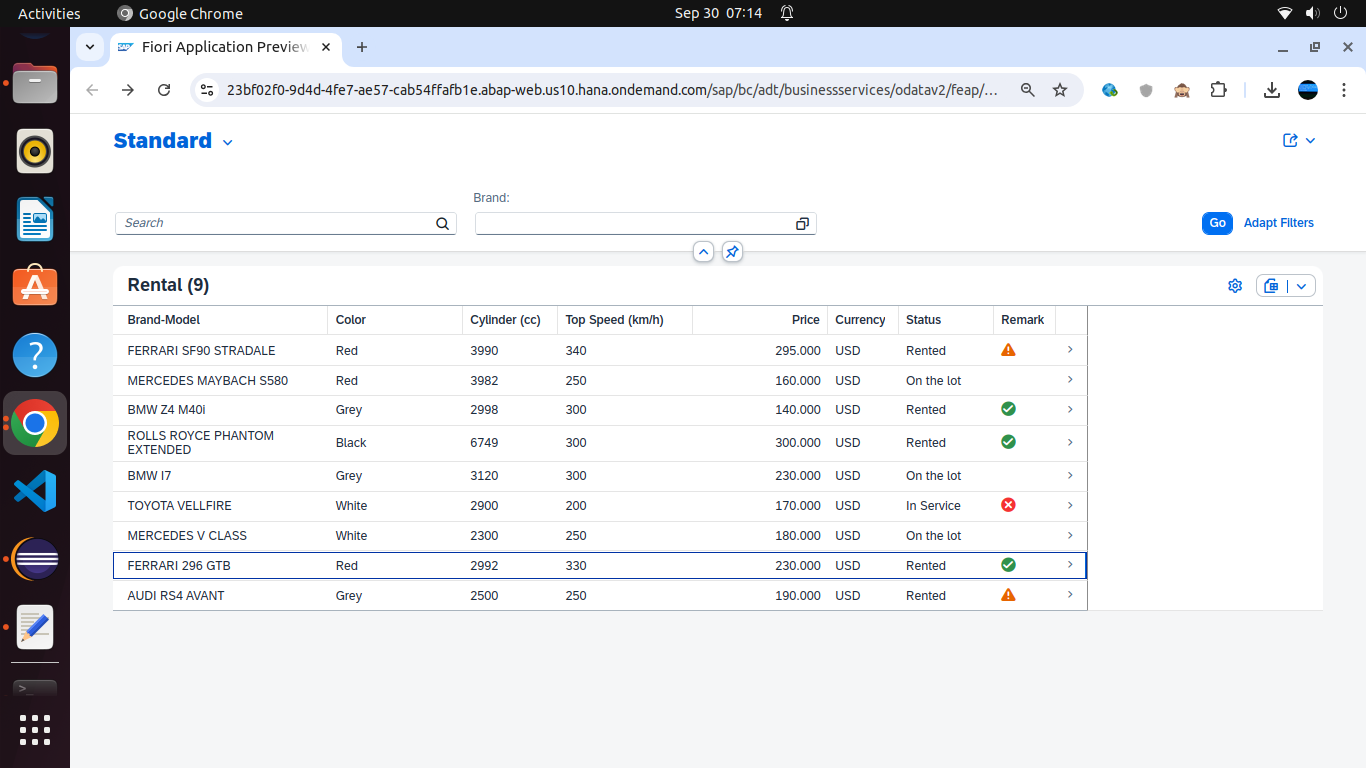 Activities
Google Chrome
Sep 30 07:14
Fiori Application Preview
23bf02f0-9d4d-4fe7-ae57-cab54ffafb1e.abap-web.us10.hana.ondemand.com/sap/bc/adt/businessservices/odatav2/feap/...
Standard
Brand:
Search
Go Adapt Filters
Rental (9)
Brand-Model Color Cylinder (cc) Top Speed (km/h) Price Currency Status Remark
FERRARI SF90 STRADALE Red 3990 340 295.000 USD Rented
MERCEDES MAYBACH S580 Red 3982 250 160.000 USD On the lot
BMW Z4 M40i Grey 2998 300 140.000 USD Rented
ROLLS ROYCE PHANTOM
EXTENDED Black 6749 300 300.000 USD Rented
BMW I7 Grey 3120 300 230.000 USD On the lot
TOYOTA VELLFIRE White 2900 200 170.000 USD In Service
MERCEDES V CLASS White 2300 250 180.000 USD On the lot
FERRARI 296 GTB Red 2992 330 230.000 USD Rented
AUDI RS4 AVANT Grey 2500 250 190.000 USD Rented